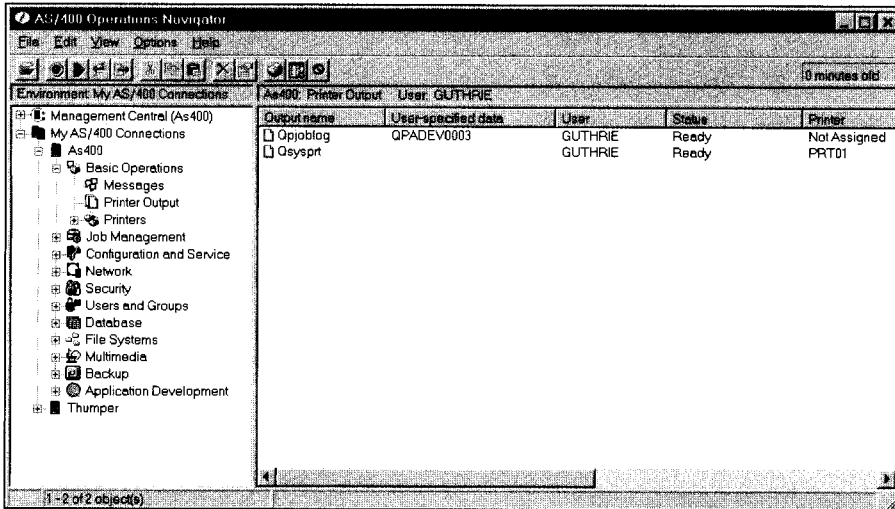 AS/400 Operations Navigator
File Edit View Options Help
0 minutes old
Environment: My AS/400 Connections
As400: Printer Output User: GUTHRIE
Management Central (As400)
My AS/400 Connections
As400
Basic Operations
Messages
Printer Output
Printers
Job Management
Configuration and Service
Network
Security
Users and Groups
Database
File Systems
Multimedia
Backup
Application Development
Thumper
Output name User-specified data User Status Printer
Qpjoblog QPADEV0003 GUTHRIE Ready Not Assigned
Qsysprt GUTHRIE Ready PRT01
1 - 2 of 2 object(s)